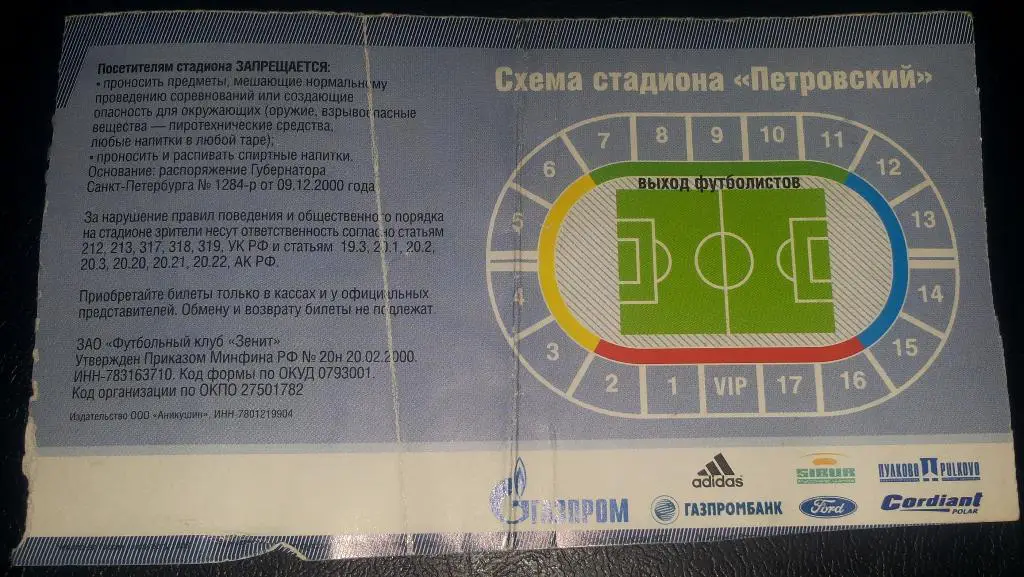 Посетителям стадиона ЗАПРЕЩАЕТСЯ:
• проносить предметы, мешающие нормальному
проведению соревнований или создающие
опасность для окружающих (оружие, взрывоопасные
вещества — пиротехнические средства,
любые напитки в любой таре);
• проносить и распивать спиртные напитки.
Основание: распоряжение Губернатора
Санкт-Петербурга № 1284-р от 09.12.2000 года
За нарушение правил поведения и общественного порядка
на стадионе зрители несут ответственность согласно статьям
212, 213, 317, 318, 319, УК РФ и статьям 19.3, 20.1, 20.2,
20.3, 20.20, 20.21, 20.22, АК РФ.
Приобретайте билеты только в кассах и у официальных
представителей. Обмену и возврату билеты не подлежат.
ЗАО «Футбольный клуб «Зенит»
Утвержден Приказом Минфина РФ № 20н 20.02.2000.
ИНН-783163710. Код формы по ОКУД 0793001.
Код организации по ОКПО 27501782
Издательство ООО «Аникушин», ИНН 7801219904
Схема стадиона «Петровский»
7 8 9 10 11
6 12
выход футболистов
5 13
4 14
3 15
2 1 VIP 17 16
ГАЗПРОМ
adidas
SIBUR
ПУЛКОВО PULKOVO
ГАЗПРОМБАНК
Ford
Cordiant
POLAR